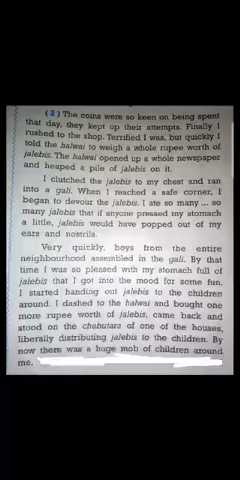 (2) The coins were so keen on being spent
that day, they kept up their attempts. Finally I
rushed to the shop. Terrified I was, but quickly I
told the halwai to weigh a whole rupee worth of
jalebis. The halwai opened up a whole newspaper
and heaped a pile of jalebis on it.
I clutched the jalebis to my chest and ran
into a gali. When I reached a safe corner, I
began to devour the jalebis. I ate so many ... so
many jalebis that if anyone pressed my stomach
a little, jalebis would have popped out of my
ears and nostrils.
Very quickly, boys from the entire
neighbourhood assembled in the gali. By that
time I was so pleased with my stomach full of
jalebis that I got into the mood for some fun.
I started handing out jalebis to the children
around. I dashed to the halwai and bought one
more rupee worth of jalebis, came back and
stood on the chabutara of one of the houses,
liberally distributing jalebis to the children. By
now there was a huge mob of children around
me.